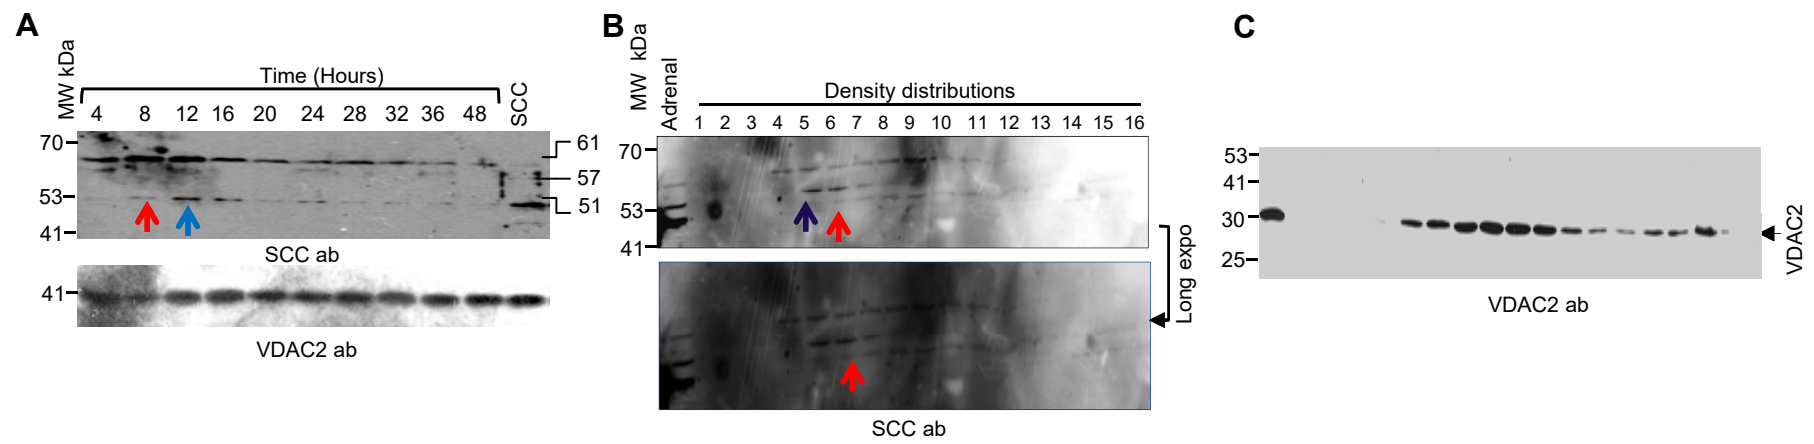 A
MW kDa
Time (Hours)
4 8 12 16 20 24 28 32 36 48 SCC
70
53
41
61
57
51
SCC ab
41
VDAC2 ab
B
MW kDa
Adrenal
Density distributions
1 2 3 4 5 6 7 8 9 10 11 12 13 14 15 16
70
53
41
Long expo
SCC ab
C
53
41
30
25
VDAC2
VDAC2 ab